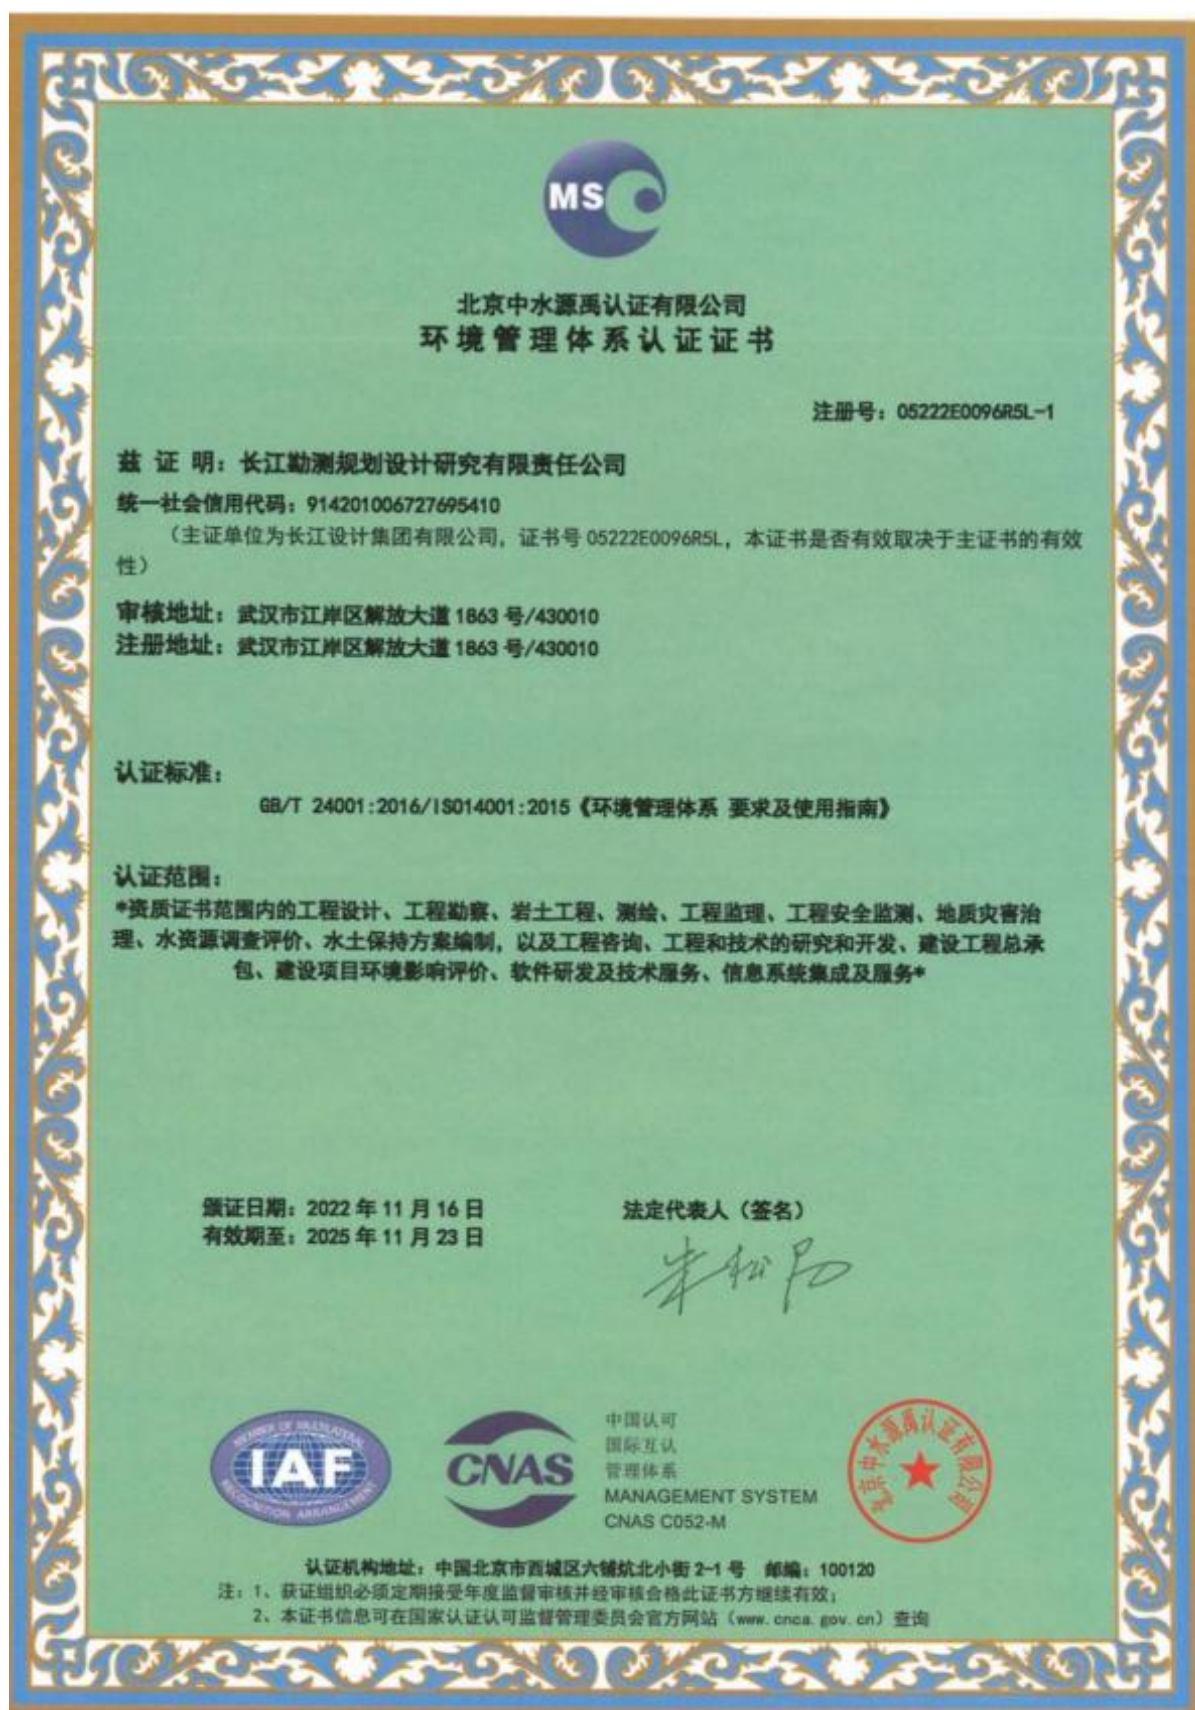 MSC
北京中水源禹认证有限公司
环境管理体系认证证书
注册号：05222E0096R5L-1
兹 证 明：长江勘测规划设计研究有限责任公司
统一社会信用代码：914201006727695410
（主证单位为长江设计集团有限公司，证书号 05222E0096R5L，本证书是否有效取决于主证书的有效
性）
审核地址：武汉市江岸区解放大道 1863 号/430010
注册地址：武汉市江岸区解放大道 1863 号/430010
认证标准：
GB/T 24001:2016/ISO14001:2015《环境管理体系 要求及使用指南》
认证范围：
*资质证书范围内的工程设计、工程勘察、岩土工程、测绘、工程监理、工程安全监测、地质灾害治
理、水资源调查评价、水土保持方案编制，以及工程咨询、工程和技术的研究和开发、建设工程总承
包、建设项目环境影响评价、软件研发及技术服务、信息系统集成及服务*
颁证日期：2022 年 11 月 16 日
有效期至：2025 年 11 月 23 日
法定代表人（签名）
MEMBER OF MULTILATERAL
IAF
RECOGNITION ARRANGEMENT
CNAS
中国认可
国际互认
管理体系
MANAGEMENT SYSTEM
CNAS C052-M
北京中水源禹认证有限公司
认证机构地址：中国北京市西城区六铺炕北小街 2-1 号 邮编：100120
注：1、获证组织必须定期接受年度监督审核并经审核合格此证书方继续有效；
2、本证书信息可在国家认证认可监督管理委员会官方网站（www.cnca.gov.cn）查询